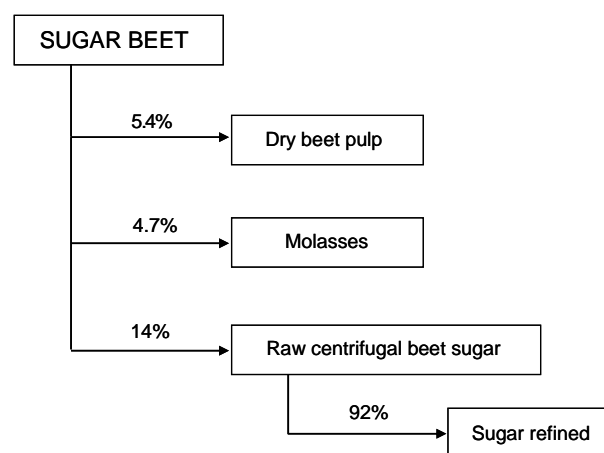 SUGAR BEET
5.4%
Dry beet pulp
4.7%
Molasses
14%
Raw centrifugal beet sugar
92%
Sugar refined